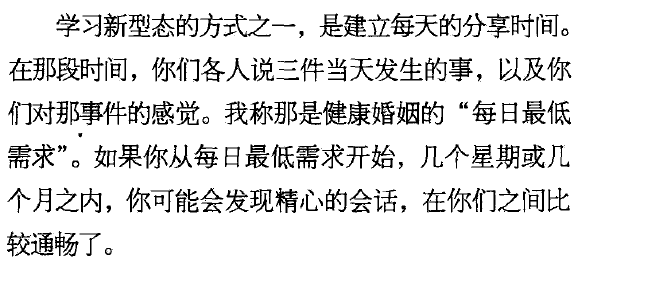 学习新型态的方式之一，是建立每天的分享时间。
在那段时间，你们各人说三件当天发生的事，以及你
们对那事件的感觉。我称那是健康婚姻的“每日最低
需求”。如果你从每日最低需求开始，几个星期或几
个月之内，你可能会发现精心的会话，在你们之间比
较通畅了。